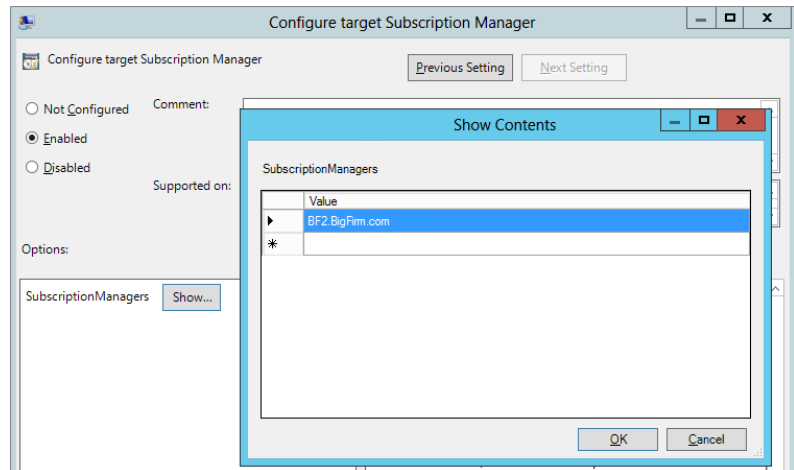 Configure target Subscription Manager
Configure target Subscription Manager
Previous Setting
Next Setting
Not Configured
Comment:
Enabled
Disabled
Supported on:
Options:
SubscriptionManagers
Show...
Show Contents
SubscriptionManagers
Value
BF2.BigFirm.com
OK
Cancel